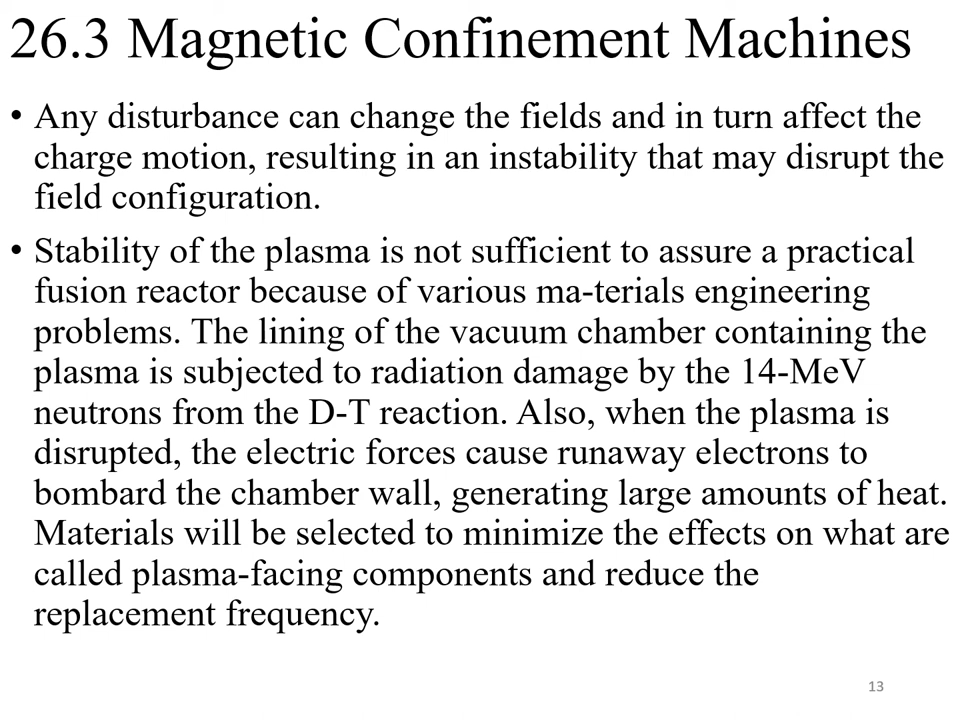 26.3 Magnetic Confinement Machines
• Any disturbance can change the fields and in turn affect the
charge motion, resulting in an instability that may disrupt the
field configuration.
• Stability of the plasma is not sufficient to assure a practical
fusion reactor because of various ma-terials engineering
problems. The lining of the vacuum chamber containing the
plasma is subjected to radiation damage by the 14-MeV
neutrons from the D-T reaction. Also, when the plasma is
disrupted, the electric forces cause runaway electrons to
bombard the chamber wall, generating large amounts of heat.
Materials will be selected to minimize the effects on what are
called plasma-facing components and reduce the
replacement frequency.
13